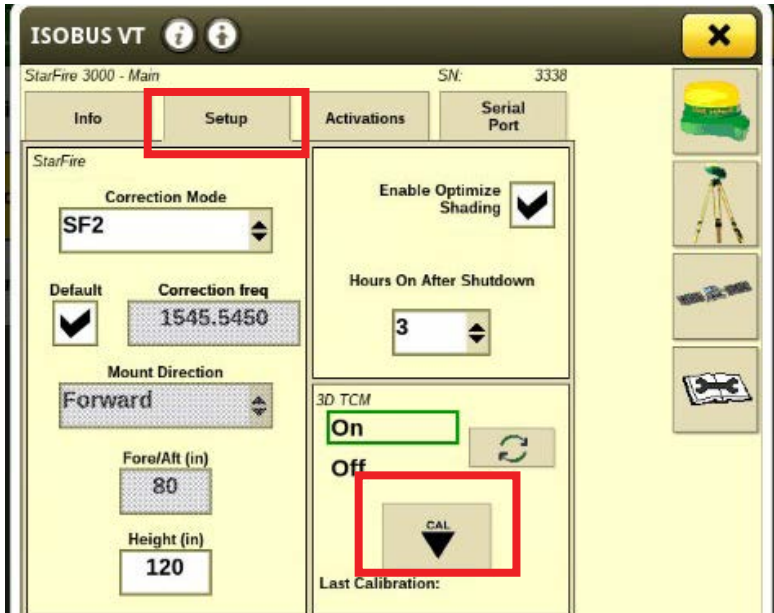 ISOBUS VT
StarFire 3000 - Main
SN: 3338
Info
Setup
Activations
Serial
Port
StarFire
Correction Mode
SF2
Default
Correction freq
1545.5450
Mount Direction
Forward
Fore/Aft (in)
80
Height (in)
120
Enable Optimize
Shading
Hours On After Shutdown
3
3D TCM
On
Off
CAL
Last Calibration: